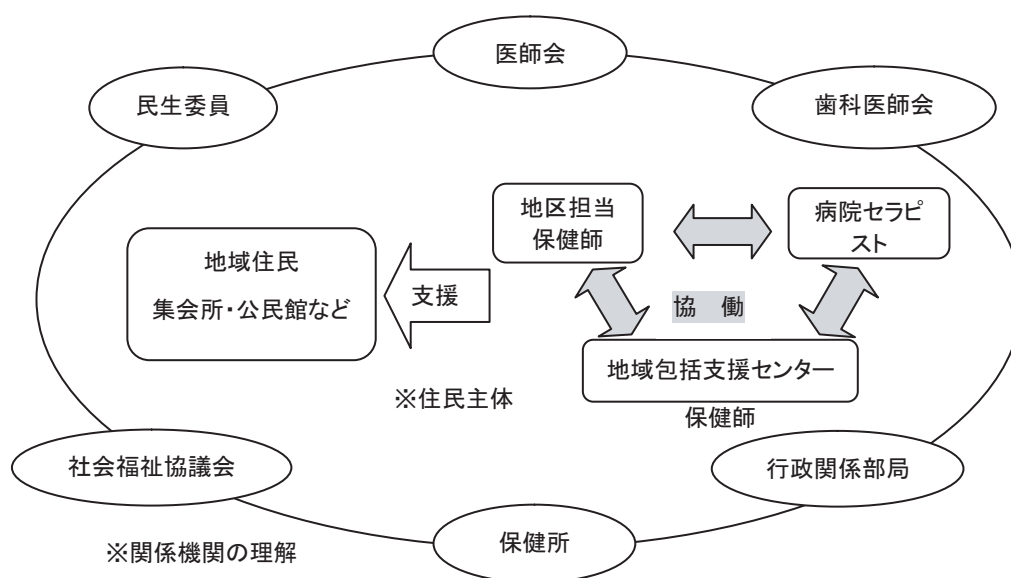 医師会
民生委員
歯科医師会
地区担当
保健師
病院セラピ
スト
地域住民
集会所・公民館など
支援
協　働
地域包括支援センター
※住民主体
保健師
社会福祉協議会
行政関係部局
保健所
※関係機関の理解